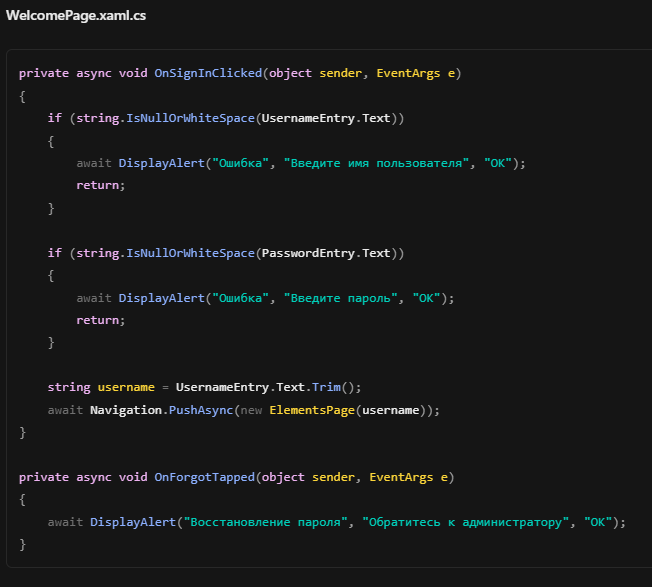 WelcomePage.xaml.cs
private async void OnSignInClicked(object sender, EventArgs e)
{
    if (string.IsNullOrWhiteSpace(UsernameEntry.Text))
    {
        await DisplayAlert("Ошибка", "Введите имя пользователя", "OK");
        return;
    }

    if (string.IsNullOrWhiteSpace(PasswordEntry.Text))
    {
        await DisplayAlert("Ошибка", "Введите пароль", "OK");
        return;
    }

    string username = UsernameEntry.Text.Trim();
    await Navigation.PushAsync(new ElementsPage(username));
}

private async void OnForgotTapped(object sender, EventArgs e)
{
    await DisplayAlert("Восстановление пароля", "Обратитесь к администратору", "OK");
}